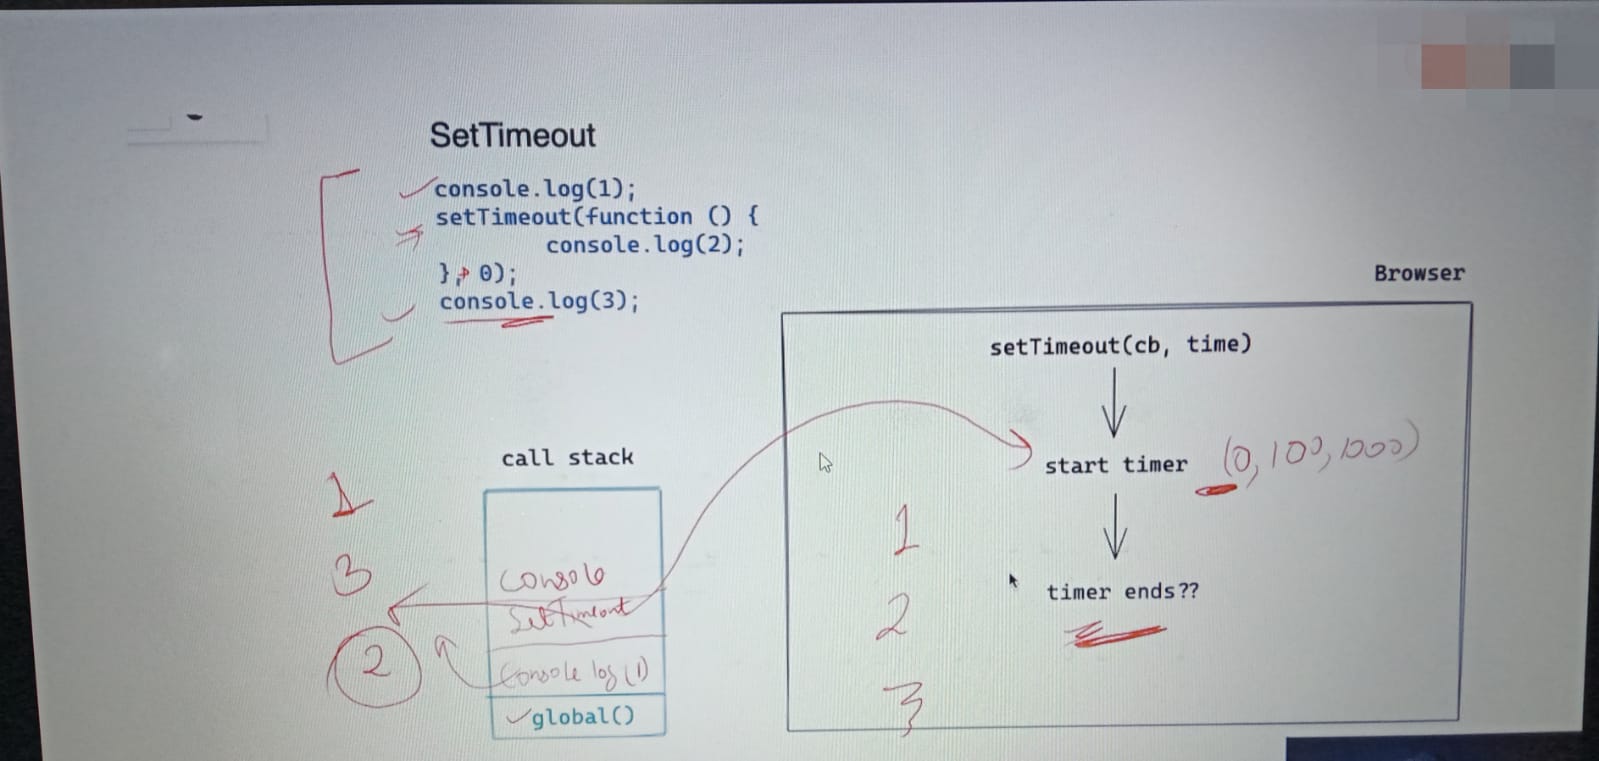 SetTimeout
console.log(1);
setTimeout(function () {
console.log(2);
}, 0);
console.log(3);
Browser
setTimeout(cb, time)
start timer (0, 100, 1000)
timer ends??
1
2
3
call stack
Console
SetTimeout
Console log (1)
global()
1
3
2